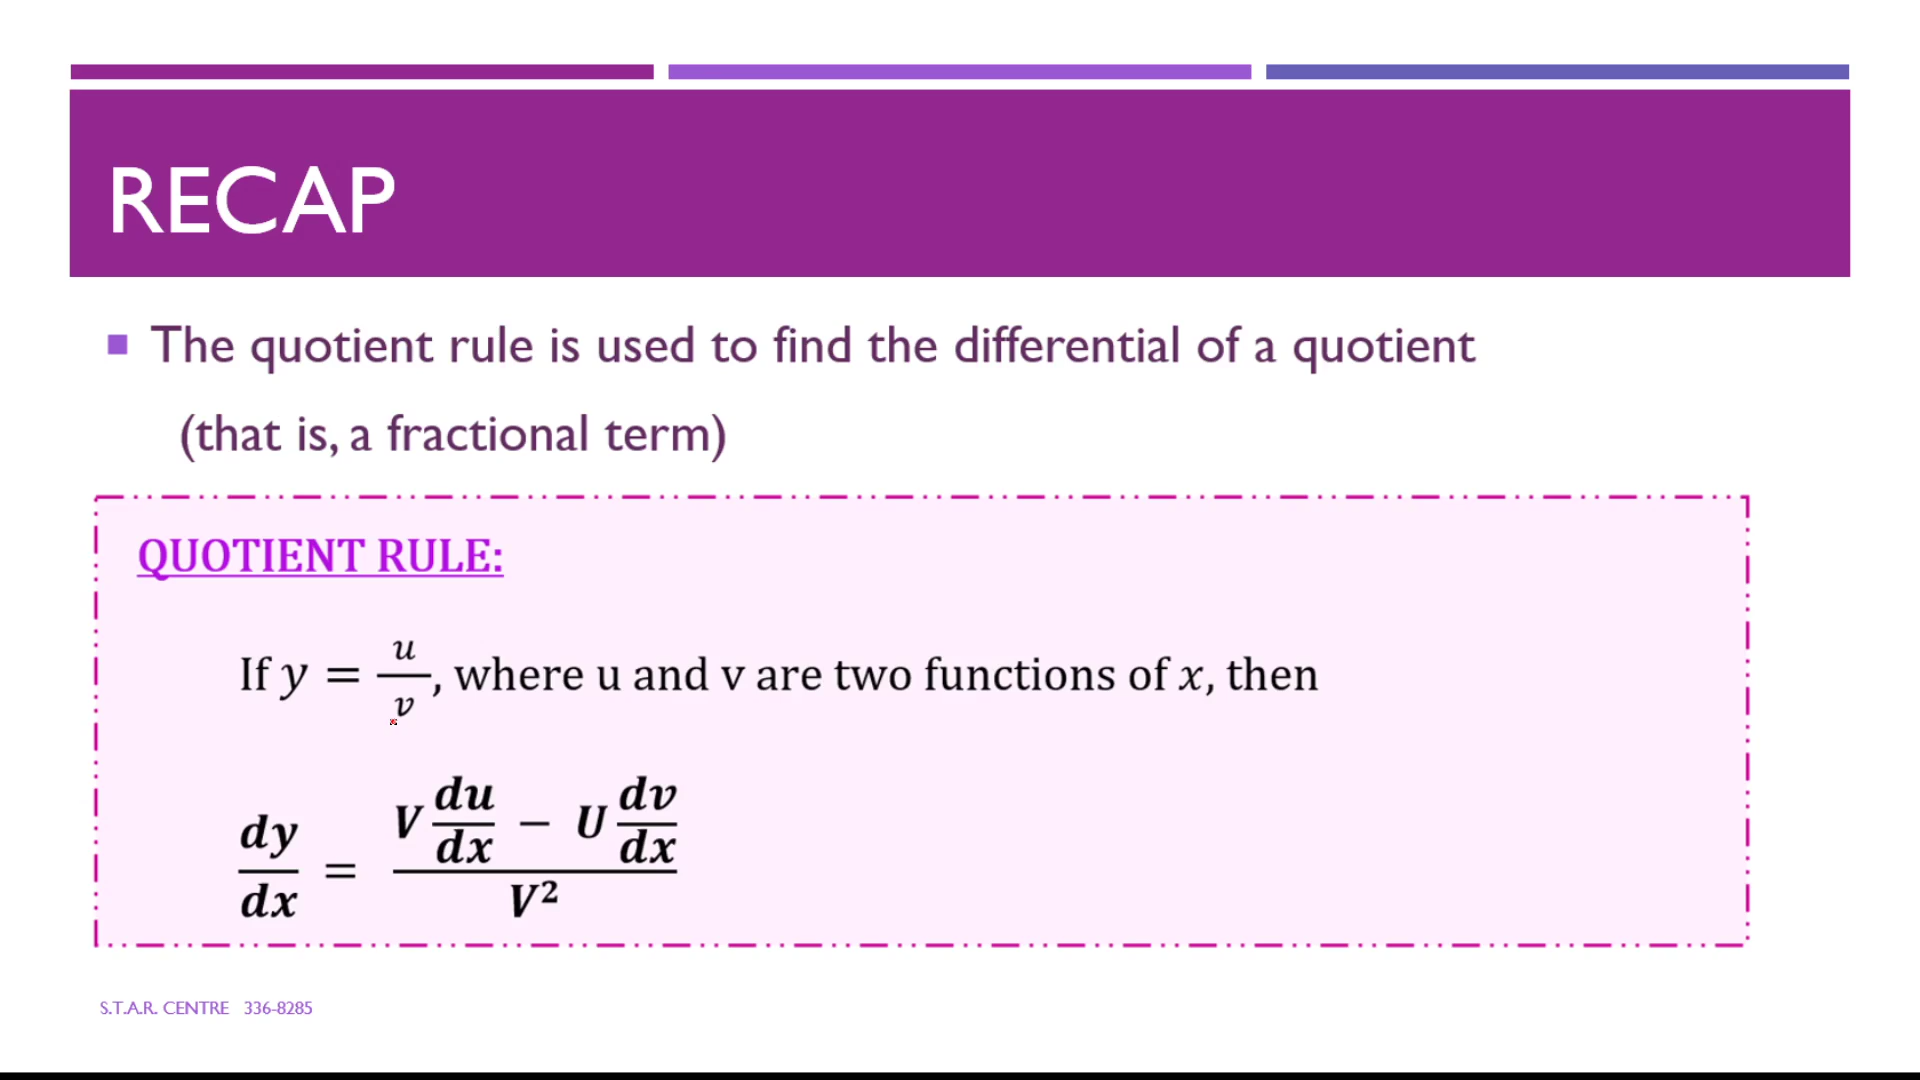 RECAP
The quotient rule is used to find the differential of a quotient
(that is, a fractional term)
QUOTIENT RULE:
If y = u/v, where u and v are two functions of x, then
dy/dx = (V du/dx − U dv/dx) / V²
S.T.A.R. CENTRE 336-8285